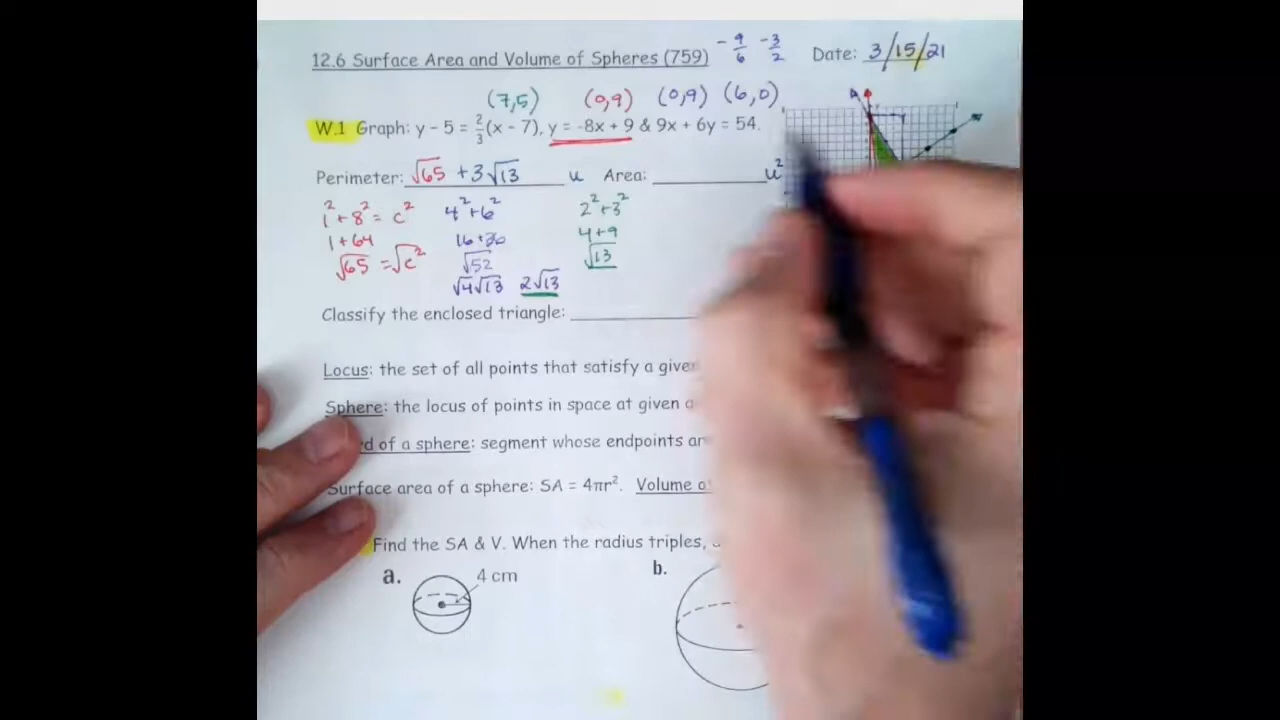 12.6 Surface Area and Volume of Spheres (759) -9/6 -3/2 Date: 3/15/21
(7,5) (0,9) (0,9) (6,0)
W.1 Graph: y - 5 = 2/3(x - 7), y = -8x + 9 & 9x + 6y = 54.
Perimeter: √65 + 3√13 u Area: ________ u²
1² + 8² = c² 4² + 6² 2² + 3²
1 + 64 16 + 36 4 + 9
√65 = √c² √52 √13
√4√13 2√13
Classify the enclosed triangle:
Locus: the set of all points that satisfy a
Sphere: the locus of points in space at given
of a sphere: segment whose endpoints
Surface area of a sphere: SA = 4πr². Volume
Find the SA & V. When the radius triples,
a. 4 cm b.